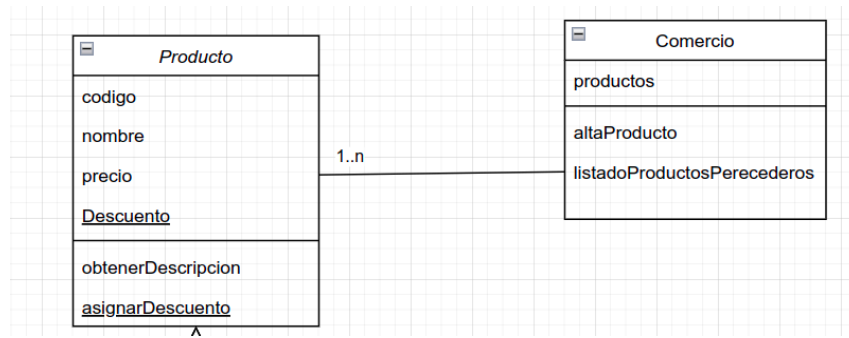 Producto
codigo
nombre
precio
Descuento
obtenerDescripcion
asignarDescuento
1..n
Comercio
productos
altaProducto
listadoProductosPerecederos